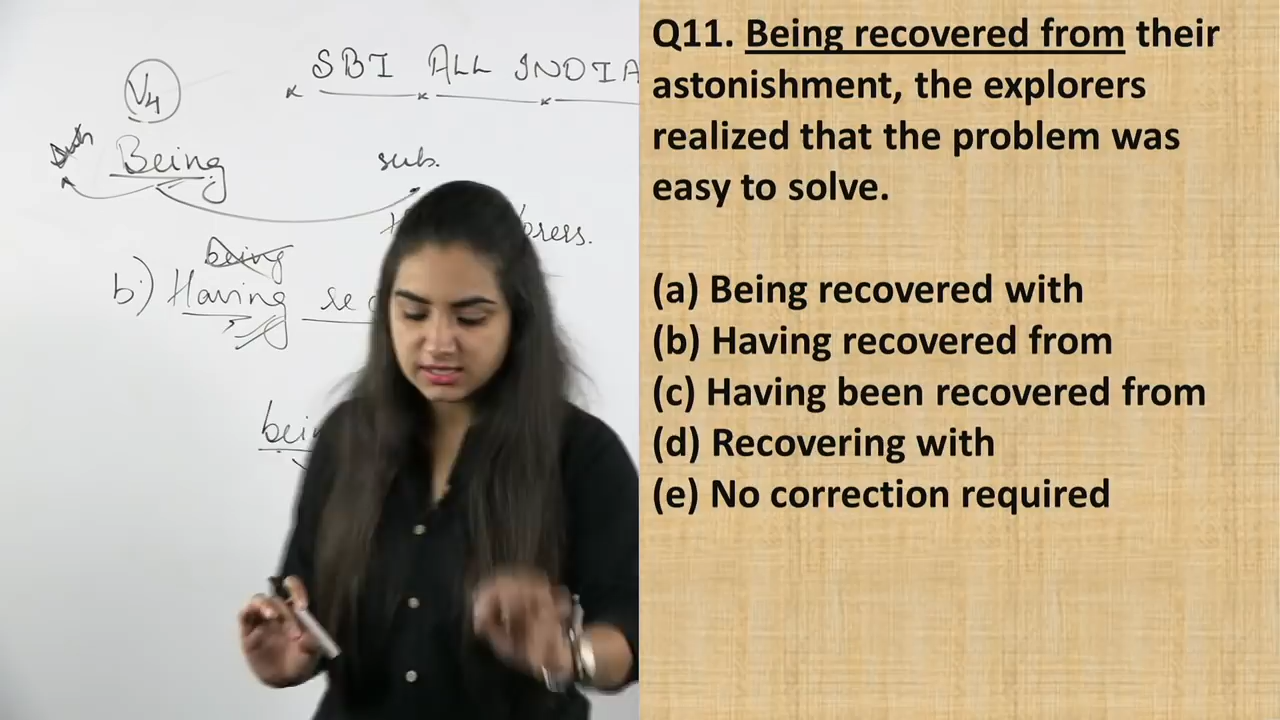 V4
SBI ALL INDIA
Being
sub.
being
b) Having
Q11. Being recovered from their
astonishment, the explorers
realized that the problem was
easy to solve.
(a) Being recovered with
(b) Having recovered from
(c) Having been recovered from
(d) Recovering with
(e) No correction required